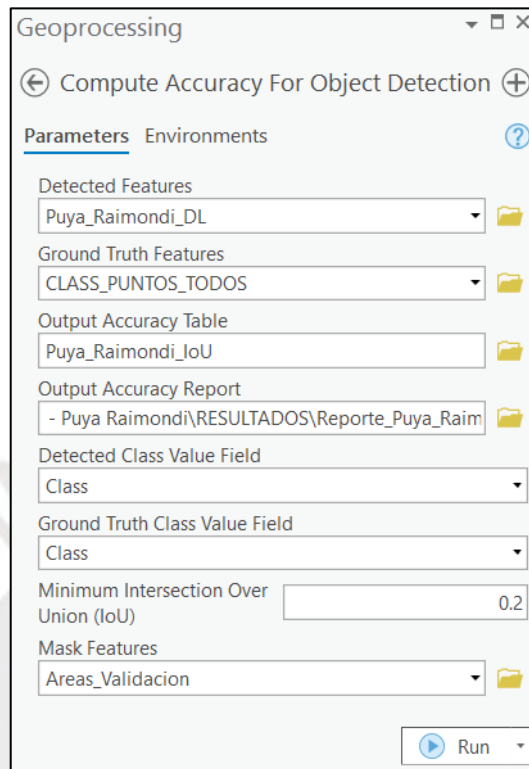 Geoprocessing
Compute Accuracy For Object Detection
Parameters Environments
Detected Features
Puya_Raimondi_DL
Ground Truth Features
CLASS_PUNTOS_TODOS
Output Accuracy Table
Puya_Raimondi_IoU
Output Accuracy Report
- Puya Raimondi\RESULTADOS\Reporte_Puya_Raim
Detected Class Value Field
Class
Ground Truth Class Value Field
Class
Minimum Intersection Over
Union (IoU)
0.2
Mask Features
Areas_Validacion
Run